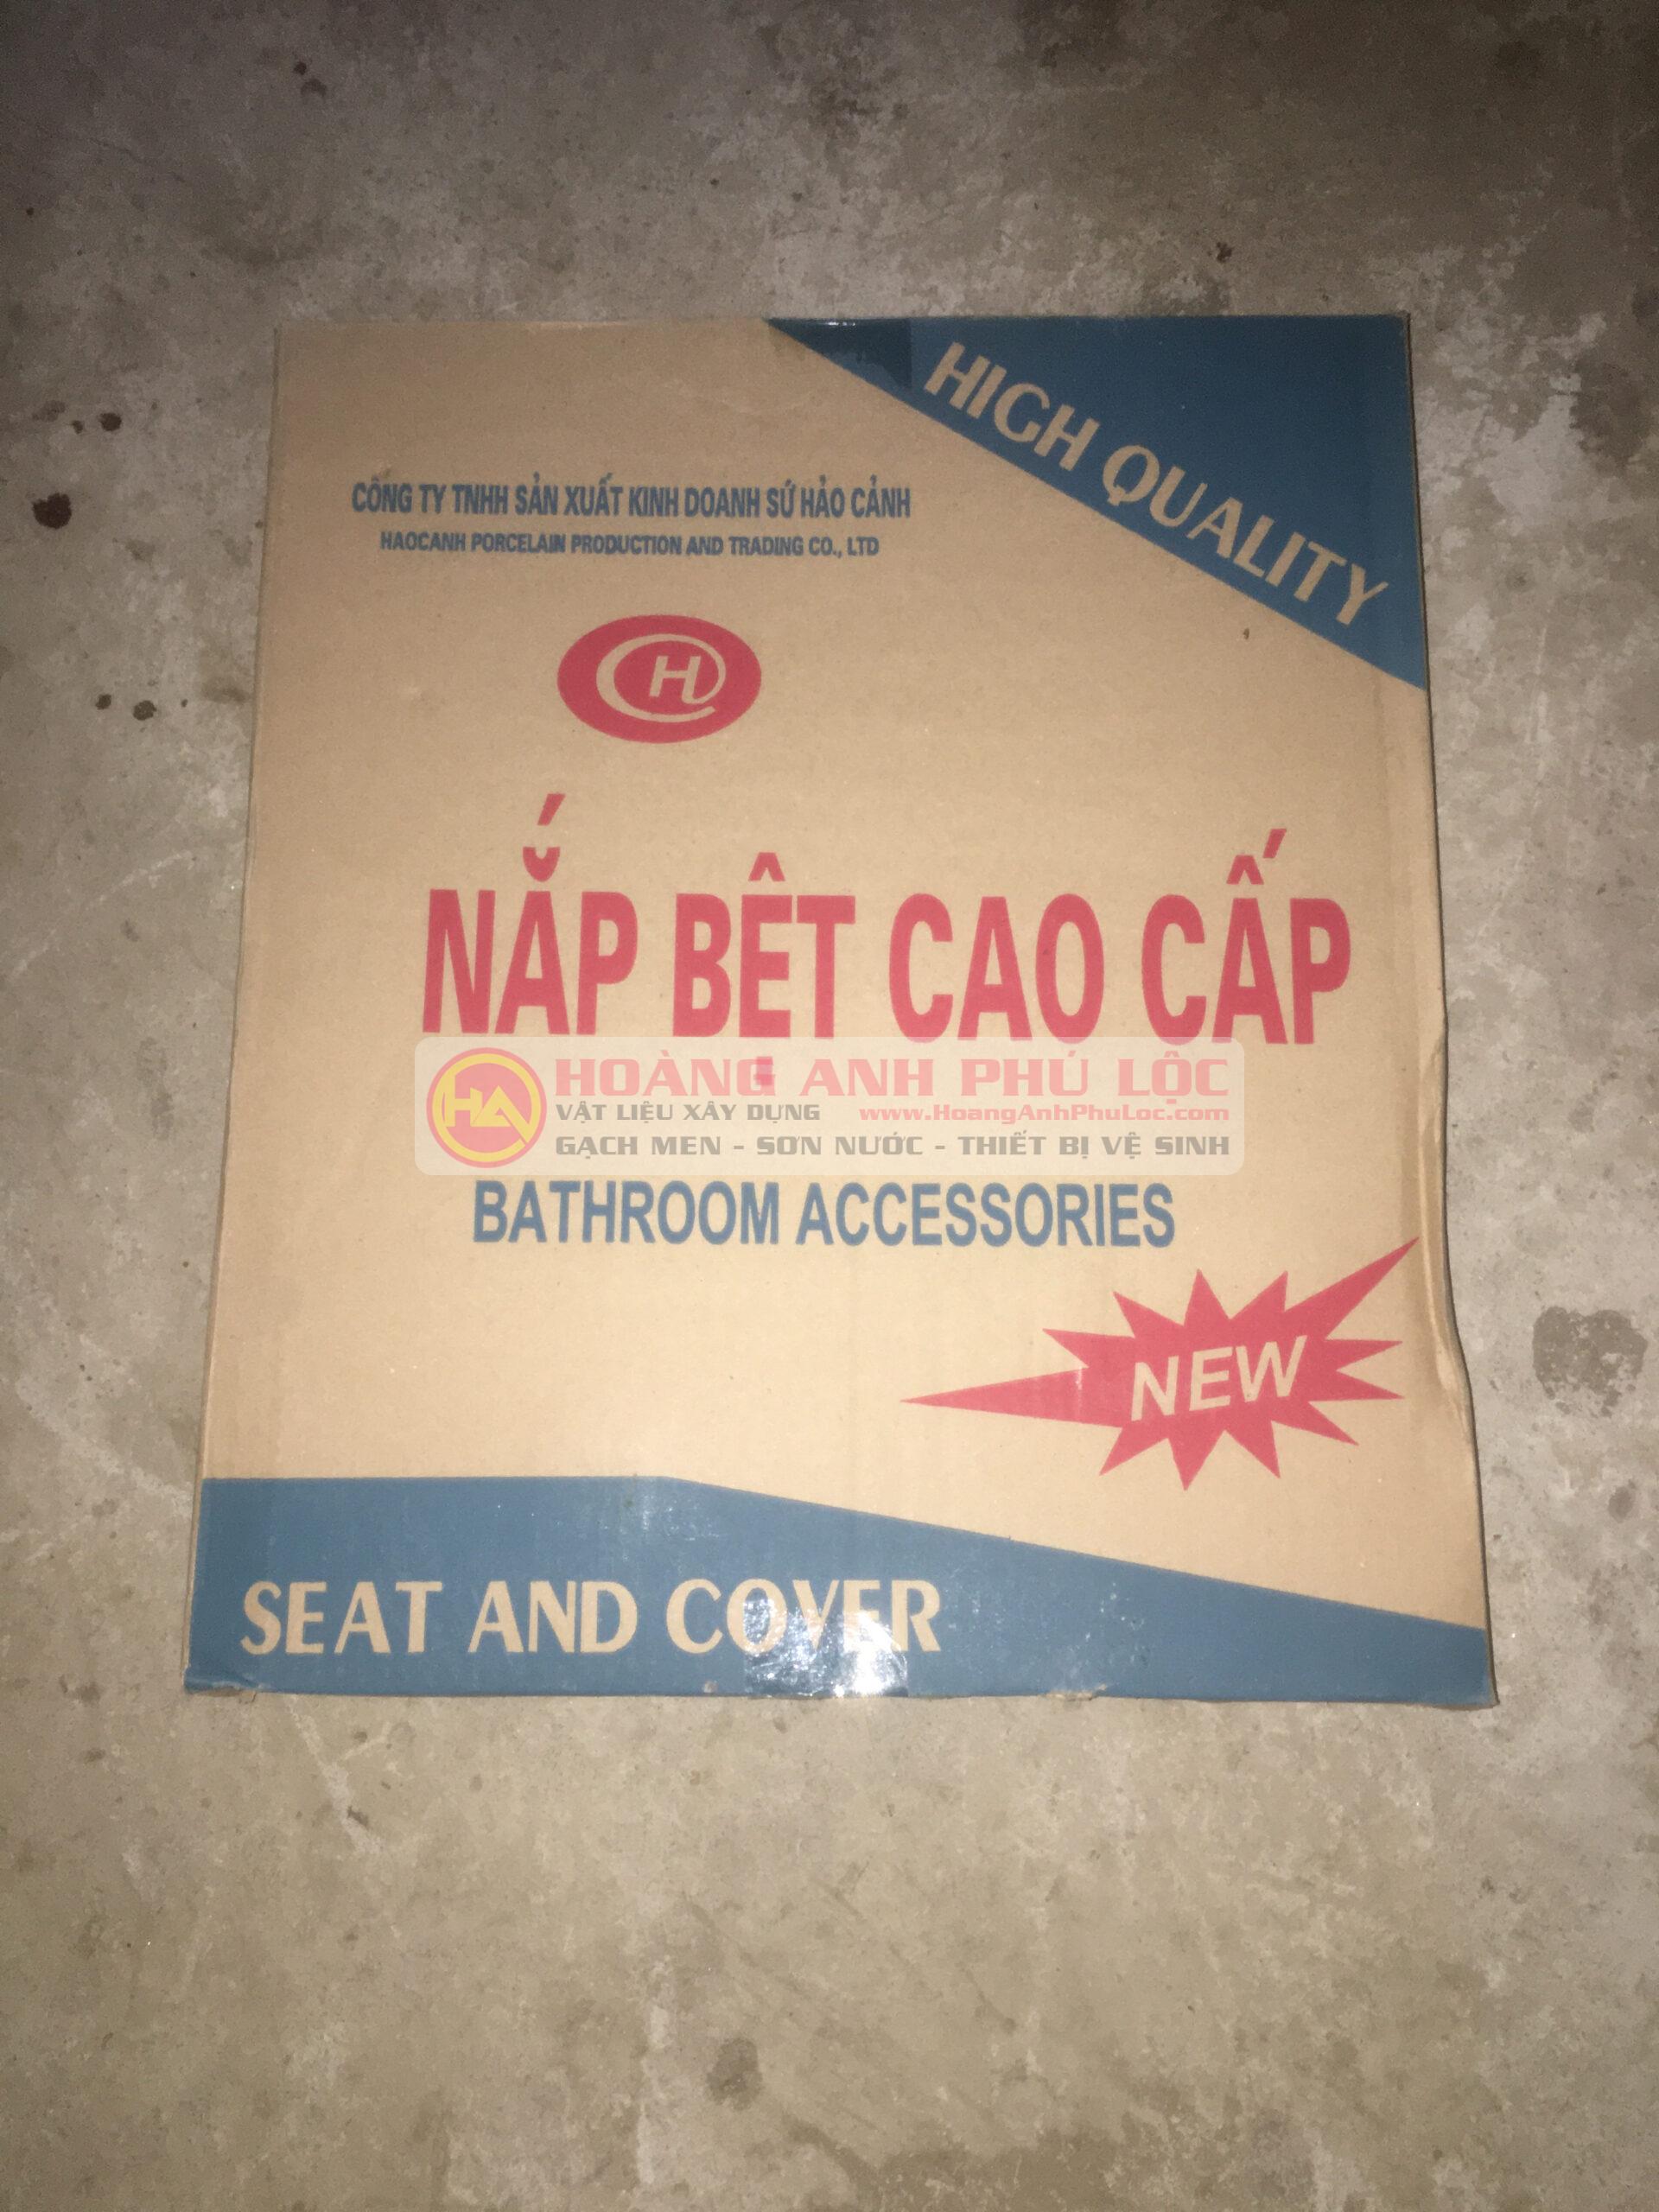 HIGH QUALITY
CÔNG TY TNHH SẢN XUẤT KINH DOANH SỨ HẢO CẢNH
HAOCANH PORCELAIN PRODUCTION AND TRADING CO., LTD
CH
NẮP BỆT CAO CẤP
HA
HOÀNG ANH PHÚ LỘC
VẬT LIỆU XÂY DỰNG www.HoangAnhPhuLoc.com
GẠCH MEN - SƠN NƯỚC - THIẾT BỊ VỆ SINH
BATHROOM ACCESSORIES
NEW
SEAT AND COVER